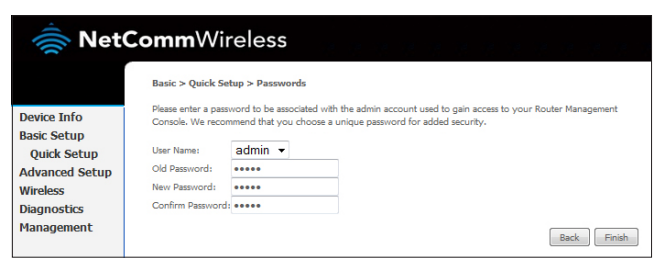 NetCommWireless
Basic > Quick Setup > Passwords
Please enter a password to be associated with the admin account used to gain access to your Router Management
Console. We recommend that you choose a unique password for added security.
Device Info
Basic Setup
Quick Setup
Advanced Setup
Wireless
Diagnostics
Management
User Name: admin
Old Password: •••••
New Password: •••••
Confirm Password: •••••
Back Finish